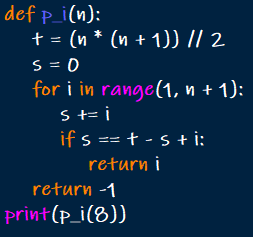 def p_i(n):
    t = (n * (n + 1)) // 2
    s = 0
    for i in range(1, n + 1):
        s += i
        if s == t - s + i:
            return i
    return -1
print(p_i(8))